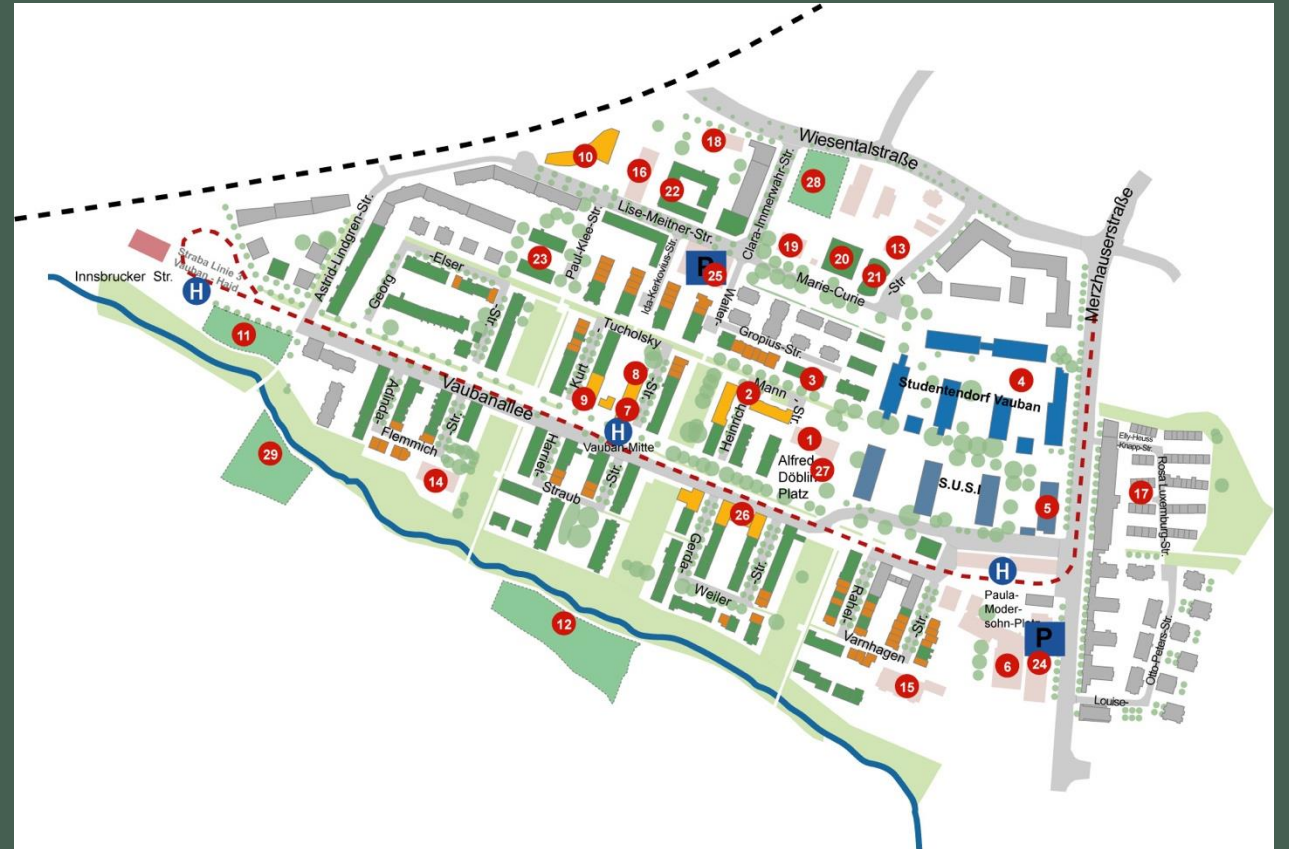 Wiesentalstraße
Merzhauserstraße
10
18
16
28
22
Lise-Meitner-Str.
Clara-Immerwahr-Str.
Paul-Klee-Str.
Ida-Kerkovius-Str.
19
20
13
21
Marie-Curie
-Str
23
P
25
Walter-
Gropius-Str.
Astrid-Lindgren-Str.
Straba Linie 3
Vauban - Haid
Innsbrucker Str.
H
11
Georg
-Elser
-Str.
Tucholsky
Kurt
-Str.
8
9
7
H
Vauban-Mitte
Vaubanallee
2
Heinrich
Mann
-Str.
3
1
27
Alfred
Döblin
Platz
Studentendorf Vauban
4
S.U.S.I
5
Elly-Heuss
-Knapp-Str.
Rosa Luxemburg-Str.
17
Adinda-
Flemmich
-Str.
14
29
Harriet-
Straub
-Str.
26
Gerda-
Weiler
-Str.
12
Rahel-
Varnhagen
-Str.
15
H
Paula-
Moder-
sohn-Platz
P
6
24
Otto-Peters-Str.
Louise-